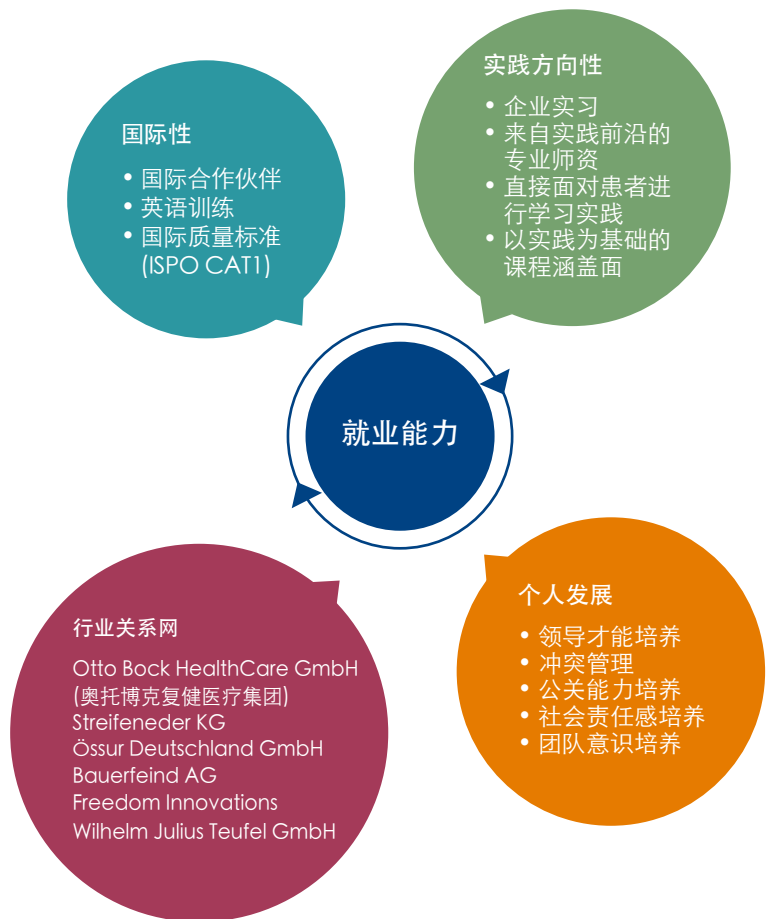 国际性
• 国际合作伙伴
• 英语训练
• 国际质量标准
(ISPO CAT1)
实践方向性
• 企业实习
• 来自实践前沿的
专业师资
• 直接面对患者进
行学习实践
• 以实践为基础的
课程涵盖面
就业能力
行业关系网
Otto Bock HealthCare GmbH
(奥托博克复健医疗集团)
Streifeneder KG
Össur Deutschland GmbH
Bauerfeind AG
Freedom Innovations
Wilhelm Julius Teufel GmbH
个人发展
• 领导才能培养
• 冲突管理
• 公关能力培养
• 社会责任感培养
• 团队意识培养